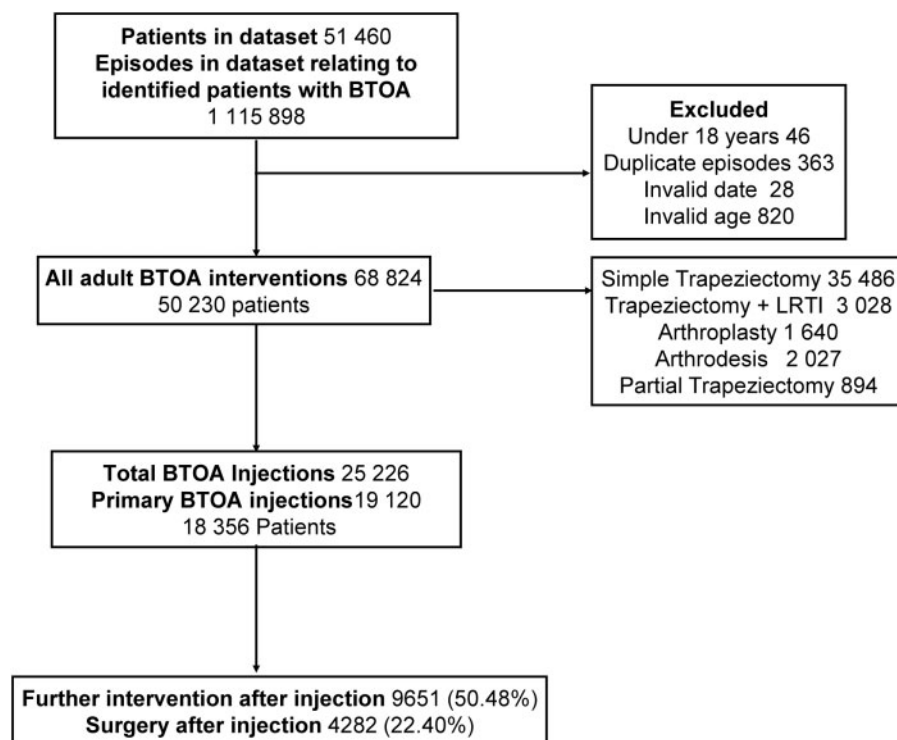 Patients in dataset 51 460
Episodes in dataset relating to
identified patients with BTOA
1 115 898
Excluded
Under 18 years 46
Duplicate episodes 363
Invalid date 28
Invalid age 820
All adult BTOA interventions 68 824
50 230 patients
Simple Trapeziectomy 35 486
Trapeziectomy + LRTI 3 028
Arthroplasty 1 640
Arthrodesis 2 027
Partial Trapeziectomy 894
Total BTOA Injections 25 226
Primary BTOA injections19 120
18 356 Patients
Further intervention after injection 9651 (50.48%)
Surgery after injection 4282 (22.40%)